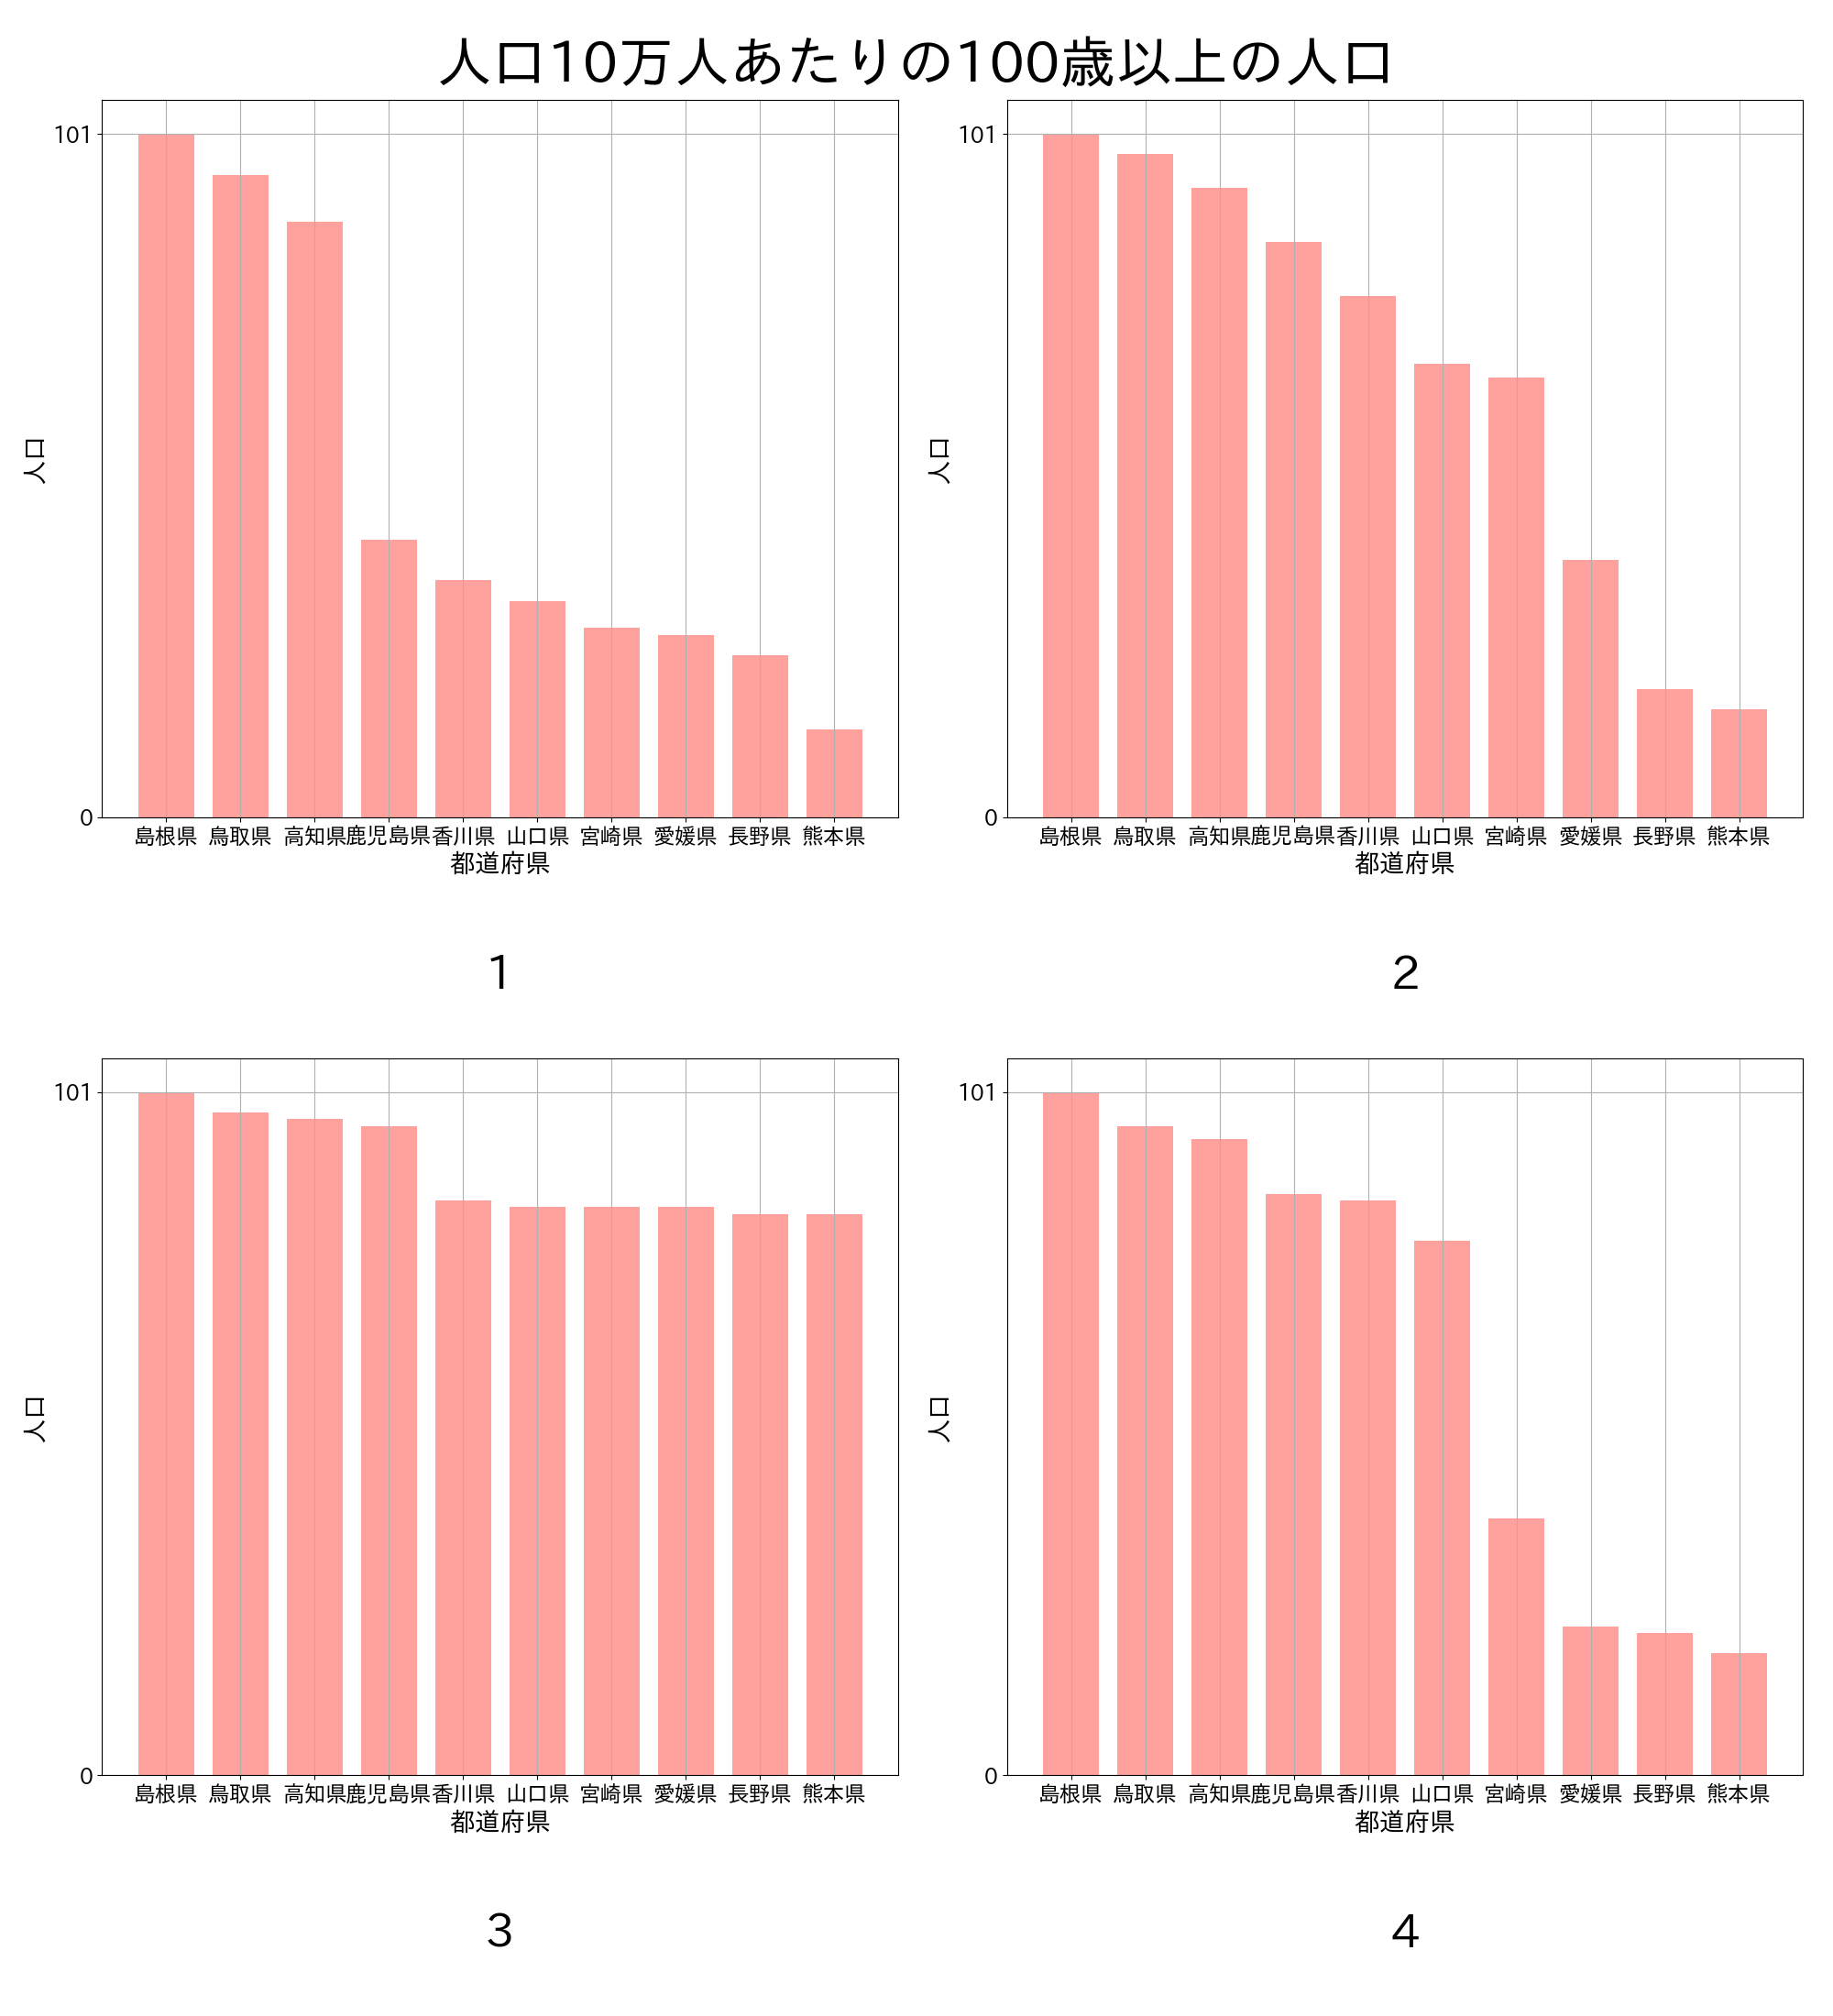 人口10万人あたりの100歳以上の人口
101
0
人口
島根県 鳥取県 高知県 鹿児島県 香川県 山口県 宮崎県 愛媛県 長野県 熊本県
都道府県
1
101
0
人口
島根県 鳥取県 高知県 鹿児島県 香川県 山口県 宮崎県 愛媛県 長野県 熊本県
都道府県
2
101
0
人口
島根県 鳥取県 高知県 鹿児島県 香川県 山口県 宮崎県 愛媛県 長野県 熊本県
都道府県
3
101
0
人口
島根県 鳥取県 高知県 鹿児島県 香川県 山口県 宮崎県 愛媛県 長野県 熊本県
都道府県
4